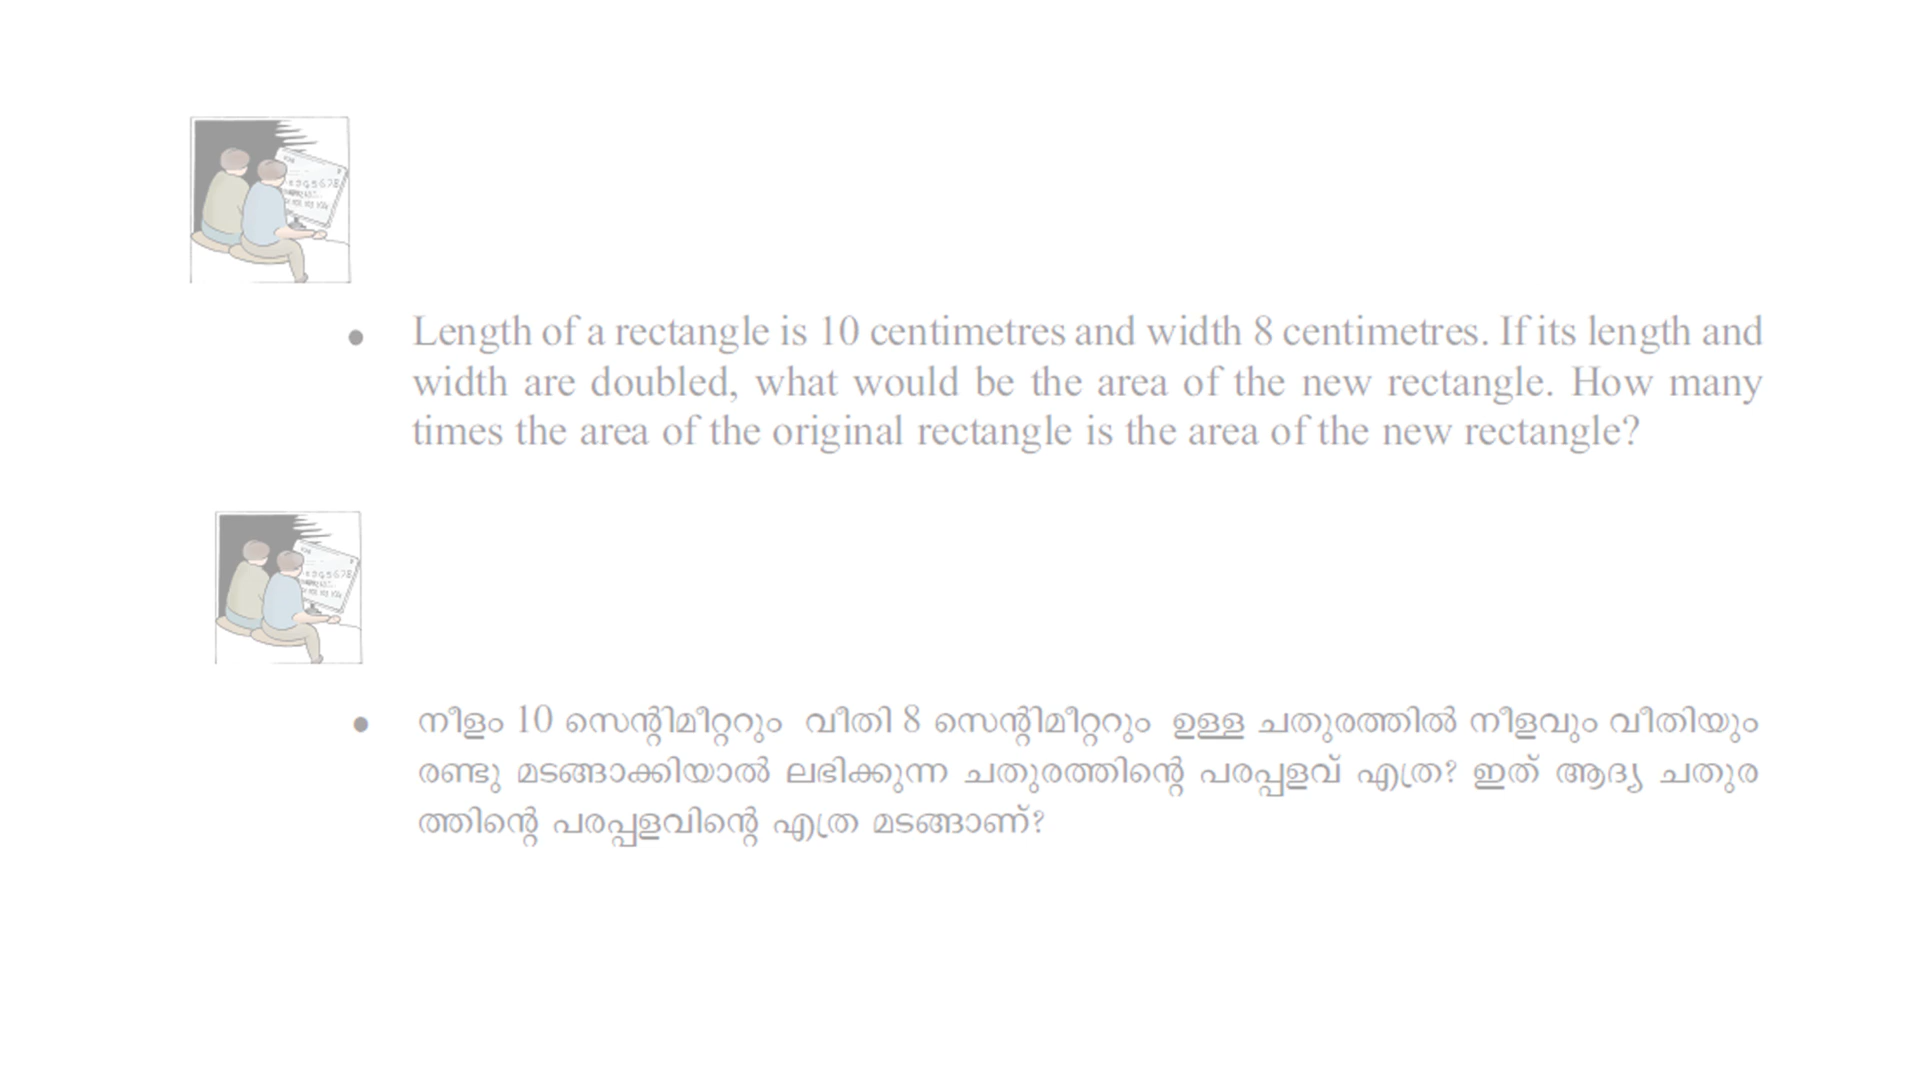 Length of a rectangle is 10 centimetres and width 8 centimetres. If its length and
width are doubled, what would be the area of the new rectangle. How many
times the area of the original rectangle is the area of the new rectangle?
നീളം 10 സെന്റിമീറ്ററും വീതി 8 സെന്റിമീറ്ററും ഉള്ള ചതുരത്തിൽ നീളവും വീതിയും
രണ്ടു മടങ്ങാക്കിയാൽ ലഭിക്കുന്ന ചതുരത്തിന്റെ പരപ്പളവ് എത്ര? ഇത് ആദ്യ ചതുര
ത്തിന്റെ പരപ്പളവിന്റെ എത്ര മടങ്ങാണ്?